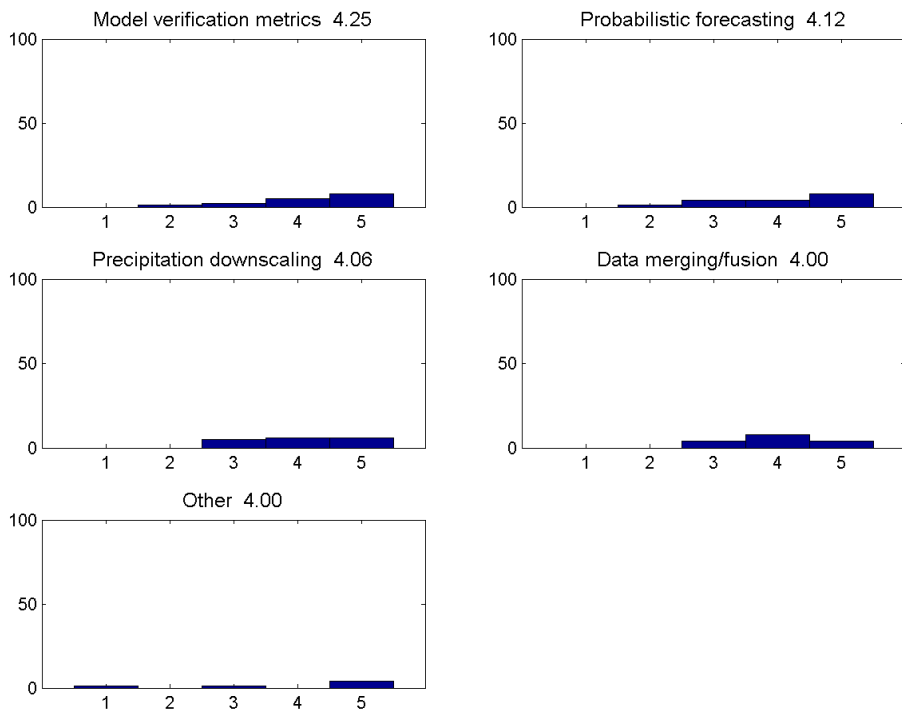 Model verification metrics 4.25
100
50
0
1 2 3 4 5
Probabilistic forecasting 4.12
100
50
0
1 2 3 4 5
Precipitation downscaling 4.06
100
50
0
1 2 3 4 5
Data merging/fusion 4.00
100
50
0
1 2 3 4 5
Other 4.00
100
50
0
1 2 3 4 5